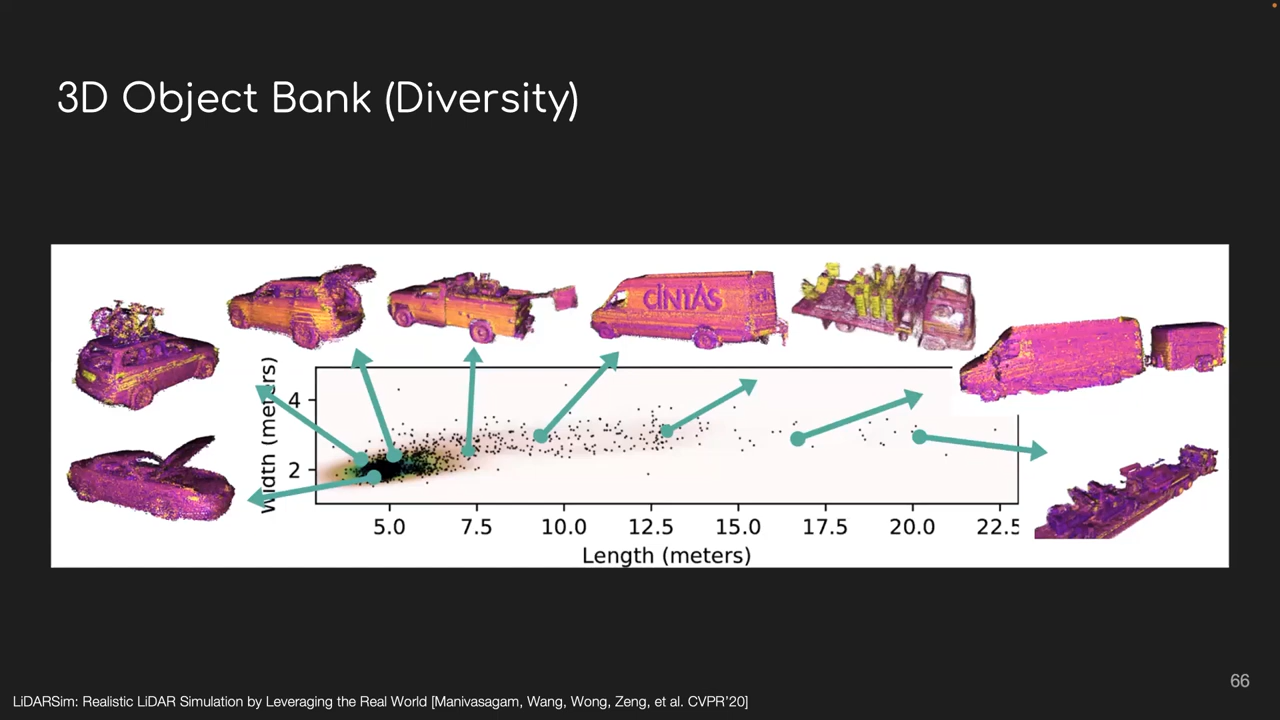 3D Object Bank (Diversity)
CINTAS
Width (meters)
4
2
5.0 7.5 10.0 12.5 15.0 17.5 20.0 22.5
Length (meters)
66
LiDARSim: Realistic LiDAR Simulation by Leveraging the Real World [Manivasagam, Wang, Wong, Zeng, et al. CVPR'20]